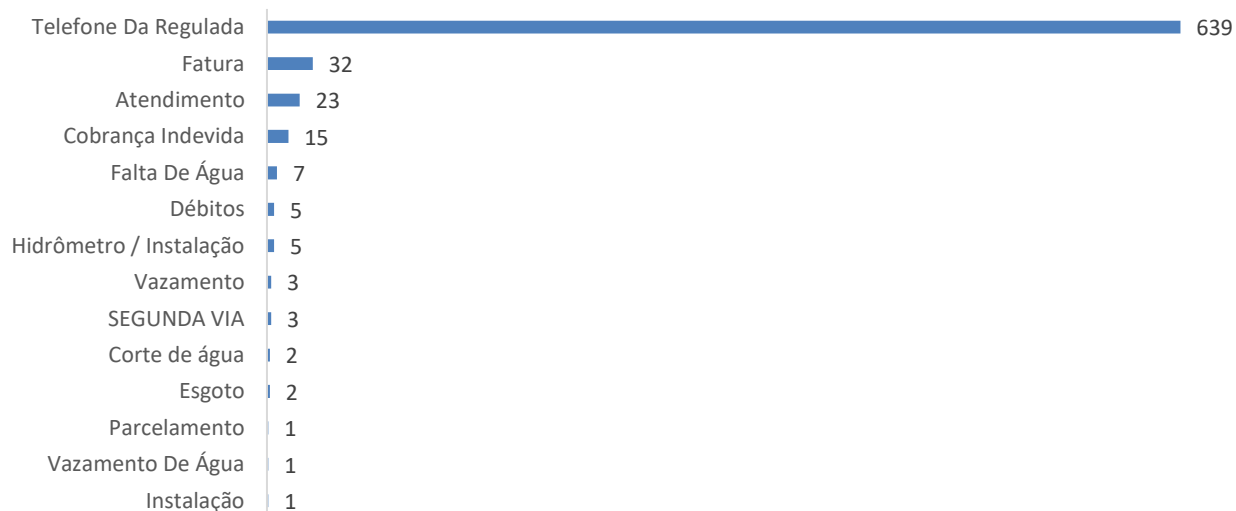 Telefone Da Regulada 639
Fatura 32
Atendimento 23
Cobrança Indevida 15
Falta De Água 7
Débitos 5
Hidrômetro / Instalação 5
Vazamento 3
SEGUNDA VIA 3
Corte de água 2
Esgoto 2
Parcelamento 1
Vazamento De Água 1
Instalação 1